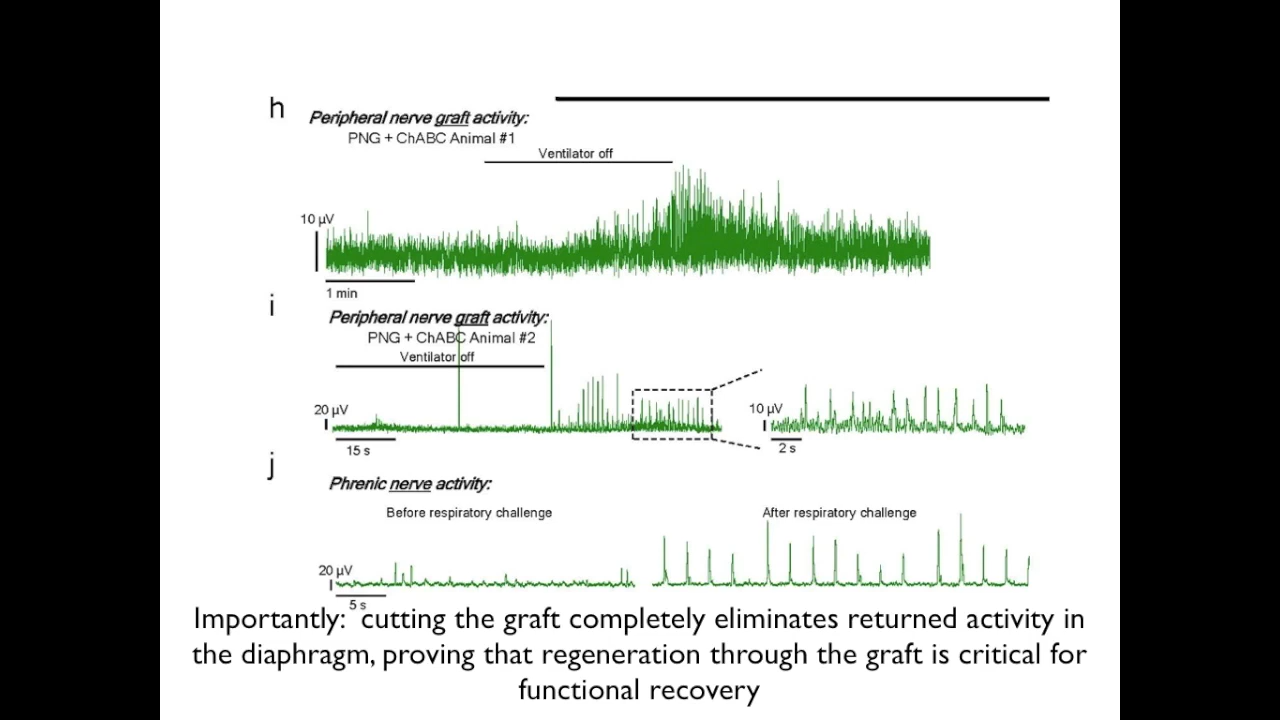 h
Peripheral nerve graft activity:
PNG + ChABC Animal #1
Ventilator off
10 µV
1 min
i
Peripheral nerve graft activity:
PNG + ChABC Animal #2
Ventilator off
20 µV
15 s
10 µV
2 s
j
Phrenic nerve activity:
Before respiratory challenge
After respiratory challenge
20 µV
5 s
Importantly: cutting the graft completely eliminates returned activity in
the diaphragm, proving that regeneration through the graft is critical for
functional recovery